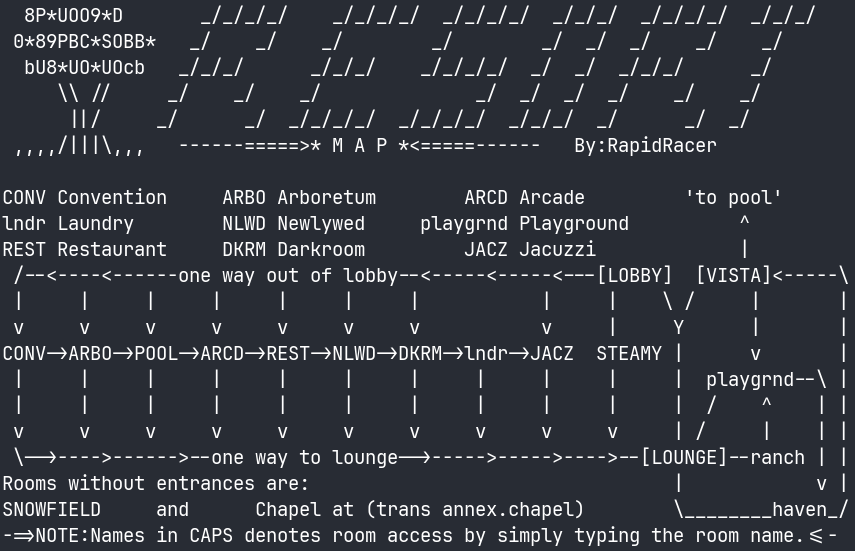 8P*UOO9*D       _/_/_/_/    _/_/_/_/  _/_/_/_/  _/_/_/  _/_/_/_/  _/_/_/
 0*89PBC*SOBB*   _/    _/    _/        _/        _/  _/  _/    _/    _/
  bU8*UO*UOcb   _/_/_/      _/_/_/    _/_/_/_/  _/  _/  _/_/_/      _/
     \\ //     _/    _/    _/              _/  _/  _/  _/    _/    _/
      ||/     _/      _/  _/_/_/_/  _/_/_/_/  _/_/_/  _/      _/  _/
 ,,,,/|||\,,,   ------=====>* M A P *<=====------   By:RapidRacer

CONV Convention     ARBO Arboretum        ARCD Arcade         'to pool'
lndr Laundry        NLWD Newlywed     playgrnd Playground          ^
REST Restaurant     DKRM Darkroom         JACZ Jacuzzi             |
 /--<----<------one way out of lobby--<-----<-----<---[LOBBY]  [VISTA]<-----\
 |     |     |     |     |     |     |           |     |    \ /     |       |
 v     v     v     v     v     v     v           v     |     Y      |       |
CONV->ARBO->POOL->ARCD->REST->NLWD->DKRM->lndr->JACZ  STEAMY |      v       |
 |     |     |     |     |     |     |     |     |     |     |  playgrnd--\ |
 |     |     |     |     |     |     |     |     |     |     |  /    ^    | |
 v     v     v     v     v     v     v     v     v     v     | /     |    | |
 \-->---->------>--one way to lounge-->----->----->---->--[LOUNGE]--ranch | |
Rooms without entrances are:                                 |            v |
SNOWFIELD     and      Chapel at (trans annex.chapel)        \________haven_/
-=>NOTE:Names in CAPS denotes room access by simply typing the room name.<=-